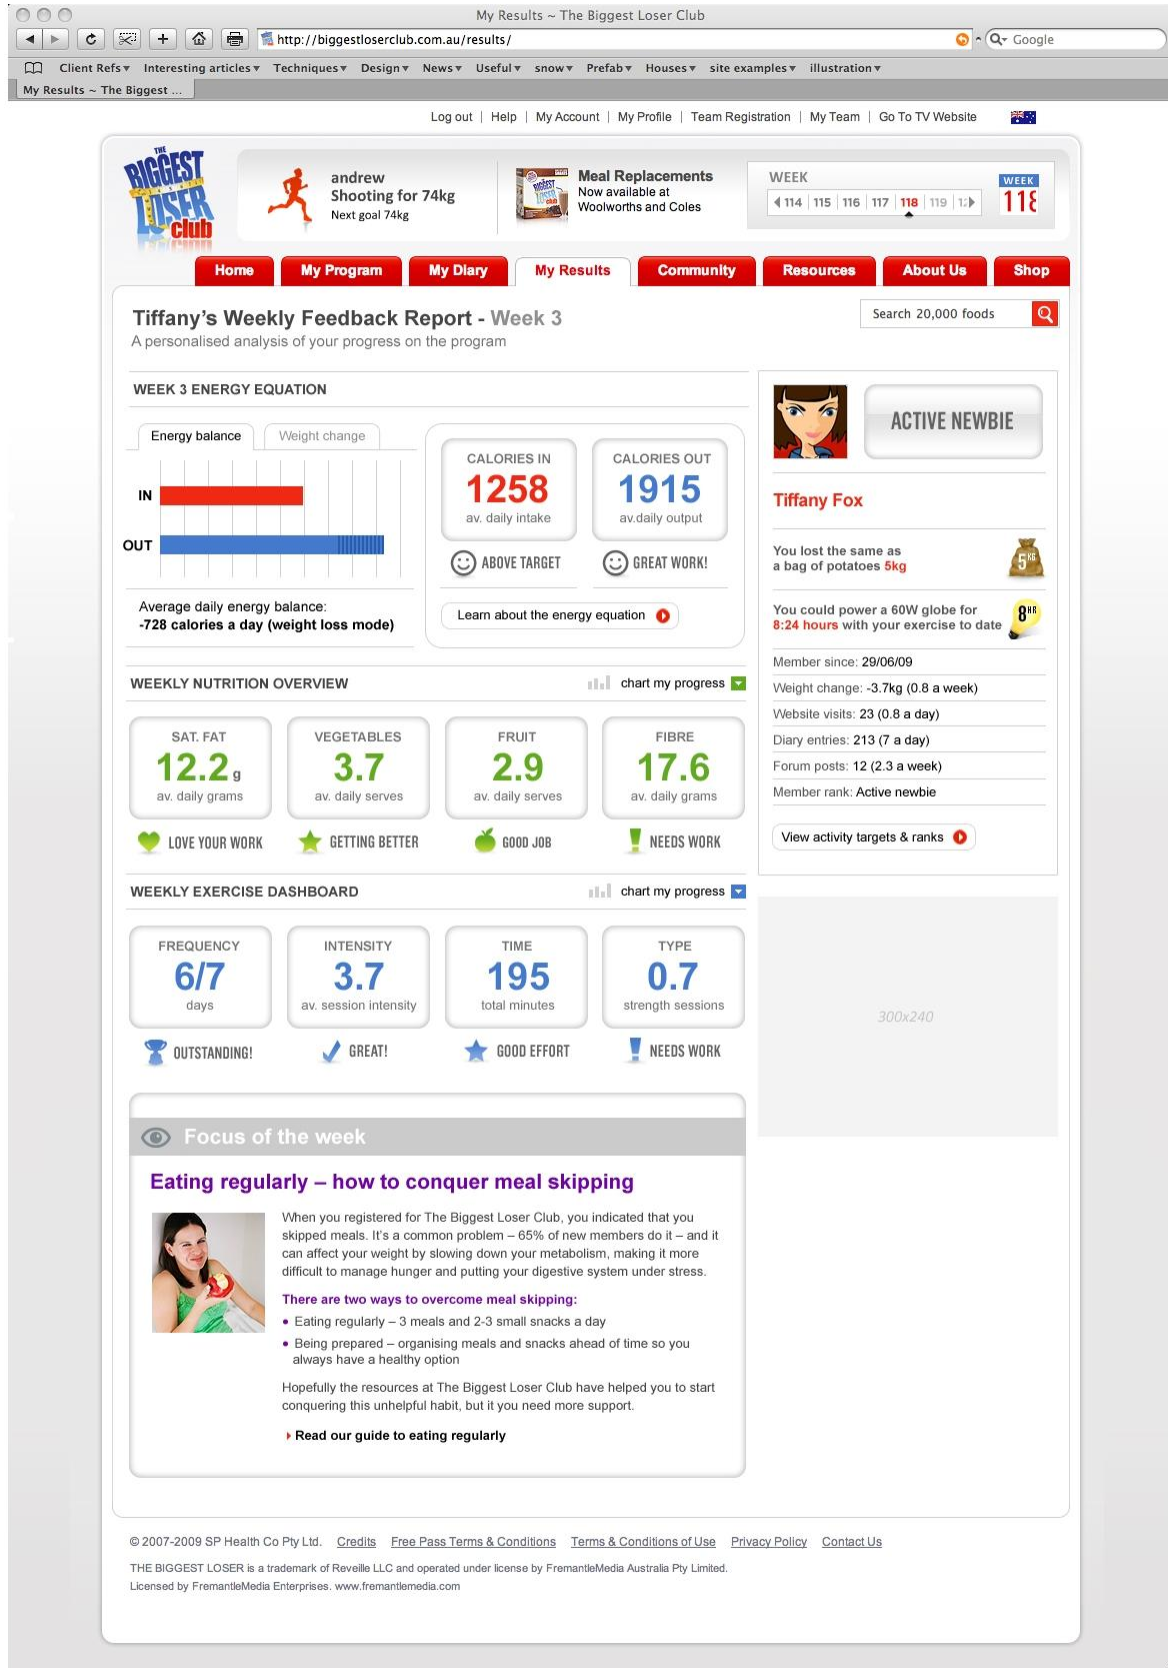 My Results ~ The Biggest Loser Club
http://biggestloserclub.com.au/results/
Google
Client Refs Interesting articles Techniques Design News Useful snow Prefab Houses site examples illustration
My Results ~ The Biggest ...
Log out | Help | My Account | My Profile | Team Registration | My Team | Go To TV Website
THE BIGGEST LOSER club
andrew
Shooting for 74kg
Next goal 74kg
Meal Replacements
Now available at
Woolworths and Coles
WEEK
114 115 116 117 118 119
WEEK
118
Home My Program My Diary My Results Community Resources About Us Shop
Tiffany's Weekly Feedback Report - Week 3
A personalised analysis of your progress on the program
Search 20,000 foods
WEEK 3 ENERGY EQUATION
Energy balance Weight change
IN
OUT
Average daily energy balance:
-728 calories a day (weight loss mode)
CALORIES IN
1258
av. daily intake
ABOVE TARGET
CALORIES OUT
1915
av.daily output
GREAT WORK!
Learn about the energy equation
WEEKLY NUTRITION OVERVIEW
chart my progress
SAT. FAT
12.2 g
av. daily grams
LOVE YOUR WORK
VEGETABLES
3.7
av. daily serves
GETTING BETTER
FRUIT
2.9
av. daily serves
GOOD JOB
FIBRE
17.6
av. daily grams
NEEDS WORK
WEEKLY EXERCISE DASHBOARD
chart my progress
FREQUENCY
6/7
days
OUTSTANDING!
INTENSITY
3.7
av. session intensity
GREAT!
TIME
195
total minutes
GOOD EFFORT
TYPE
0.7
strength sessions
NEEDS WORK
Focus of the week
Eating regularly – how to conquer meal skipping
When you registered for The Biggest Loser Club, you indicated that you
skipped meals. It's a common problem – 65% of new members do it – and it
can affect your weight by slowing down your metabolism, making it more
difficult to manage hunger and putting your digestive system under stress.
There are two ways to overcome meal skipping:
• Eating regularly – 3 meals and 2-3 small snacks a day
• Being prepared – organising meals and snacks ahead of time so you
always have a healthy option
Hopefully the resources at The Biggest Loser Club have helped you to start
conquering this unhelpful habit, but it you need more support.
Read our guide to eating regularly
ACTIVE NEWBIE
Tiffany Fox
You lost the same as
a bag of potatoes 5kg
5KG
You could power a 60W globe for
8:24 hours with your exercise to date
8HR
Member since: 29/06/09
Weight change: -3.7kg (0.8 a week)
Website visits: 23 (0.8 a day)
Diary entries: 213 (7 a day)
Forum posts: 12 (2.3 a week)
Member rank: Active newbie
View activity targets & ranks
300x240
© 2007-2009 SP Health Co Pty Ltd. Credits Free Pass Terms & Conditions Terms & Conditions of Use Privacy Policy Contact Us
THE BIGGEST LOSER is a trademark of Reveille LLC and operated under license by FremantleMedia Australia Pty Limited.
Licensed by FremantleMedia Enterprises. www.fremantlemedia.com